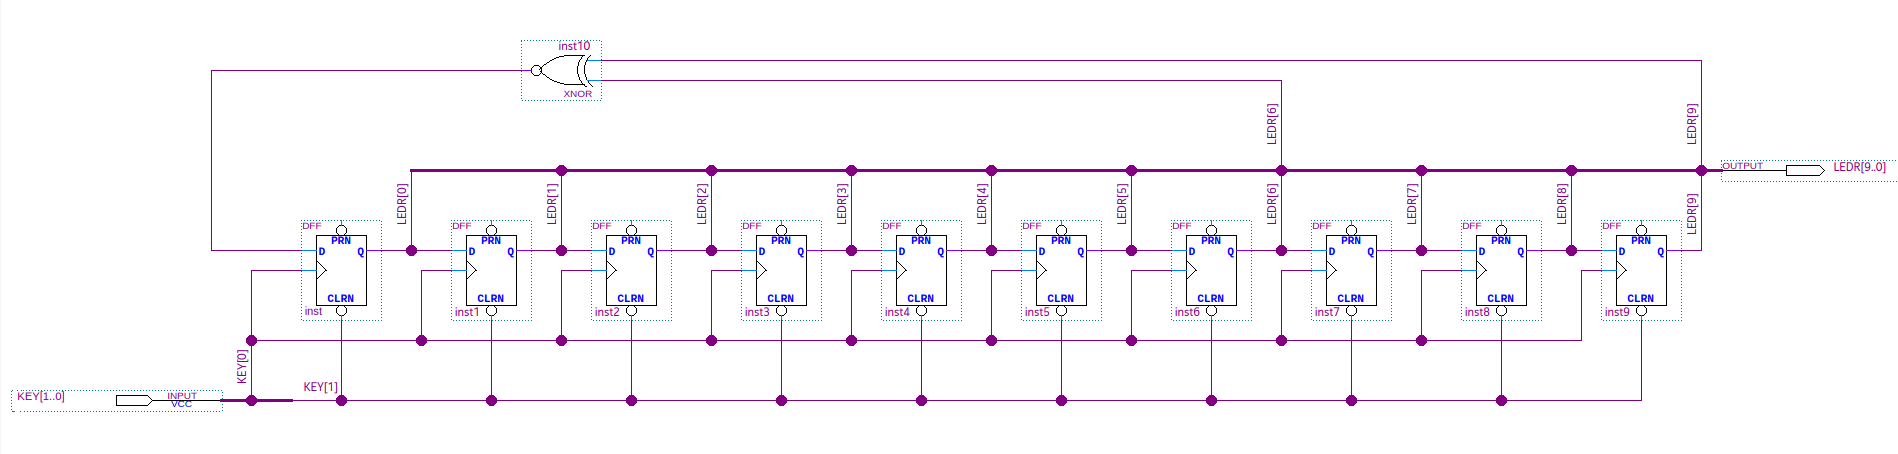 inst10
XNOR
LEDR[6]
LEDR[9]
OUTPUT
LEDR[9..0]
LEDR[0]
LEDR[1]
LEDR[2]
LEDR[3]
LEDR[4]
LEDR[5]
LEDR[6]
LEDR[7]
LEDR[8]
LEDR[9]
DFF
PRN
D
Q
CLRN
inst
DFF
PRN
D
Q
CLRN
inst1
DFF
PRN
D
Q
CLRN
inst2
DFF
PRN
D
Q
CLRN
inst3
DFF
PRN
D
Q
CLRN
inst4
DFF
PRN
D
Q
CLRN
inst5
DFF
PRN
D
Q
CLRN
inst6
DFF
PRN
D
Q
CLRN
inst7
DFF
PRN
D
Q
CLRN
inst8
DFF
PRN
D
Q
CLRN
inst9
KEY[0]
KEY[1]
KEY[1..0]
INPUT
VCC